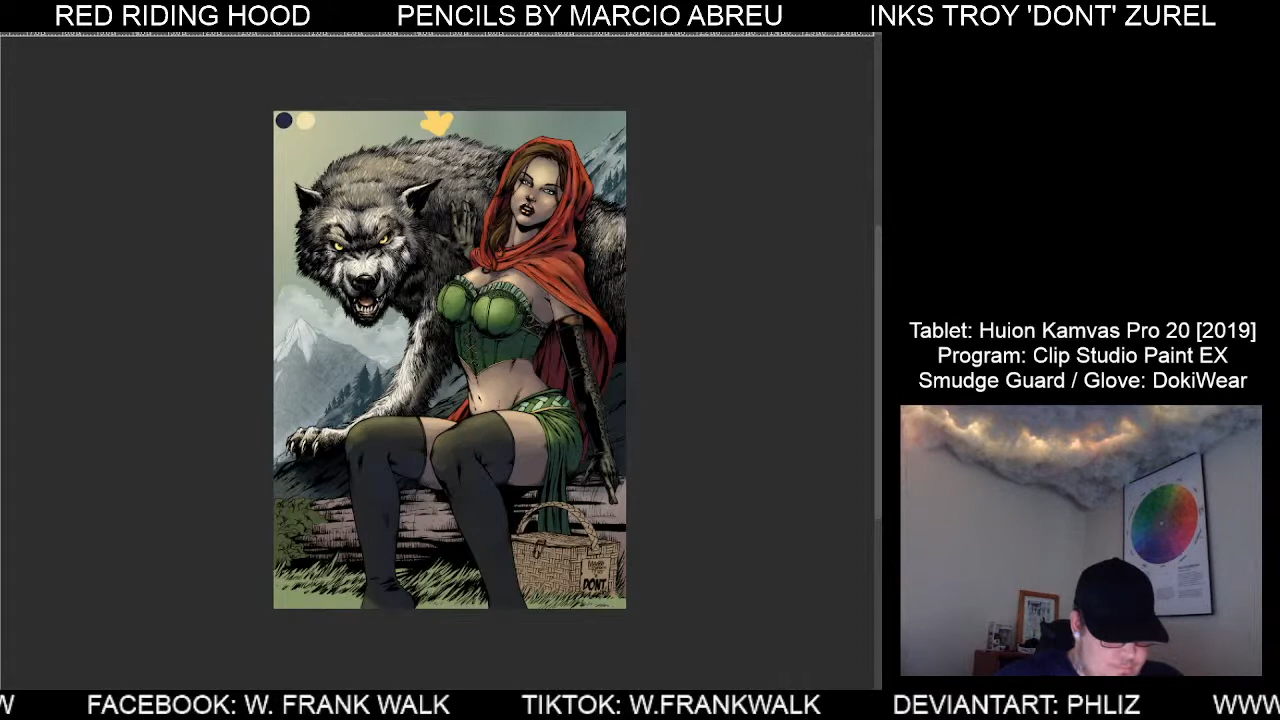 RED RIDING HOOD
PENCILS BY MARCIO ABREU
INKS TROY 'DONT' ZUREL
Tablet: Huion Kamvas Pro 20 [2019]
Program: Clip Studio Paint EX
Smudge Guard / Glove: DokiWear
DONT
W
FACEBOOK: W. FRANK WALK
TIKTOK: W.FRANKWALK
DEVIANTART: PHLIZ
WWW